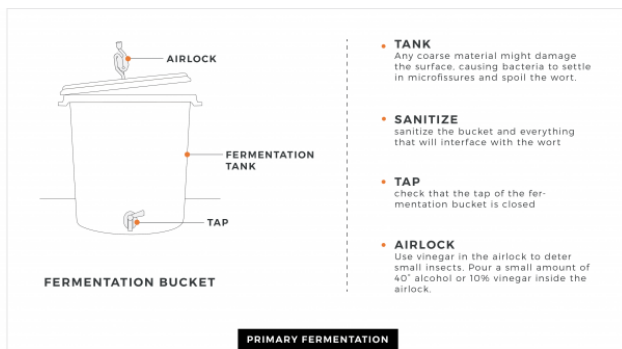 AIRLOCK
FERMENTATION
TANK
TAP
FERMENTATION BUCKET
TANK
Any coarse material might damage
the surface, causing bacteria to settle
in microfissures and spoil the wort.
SANITIZE
sanitize the bucket and everything
that will interface with the wort
TAP
check that the tap of the fer-
mentation bucket is closed
AIRLOCK
Use vinegar in the airlock to deter
small insects. Pour a small amount of
40° alcohol or 10% vinegar inside the
airlock.
PRIMARY FERMENTATION